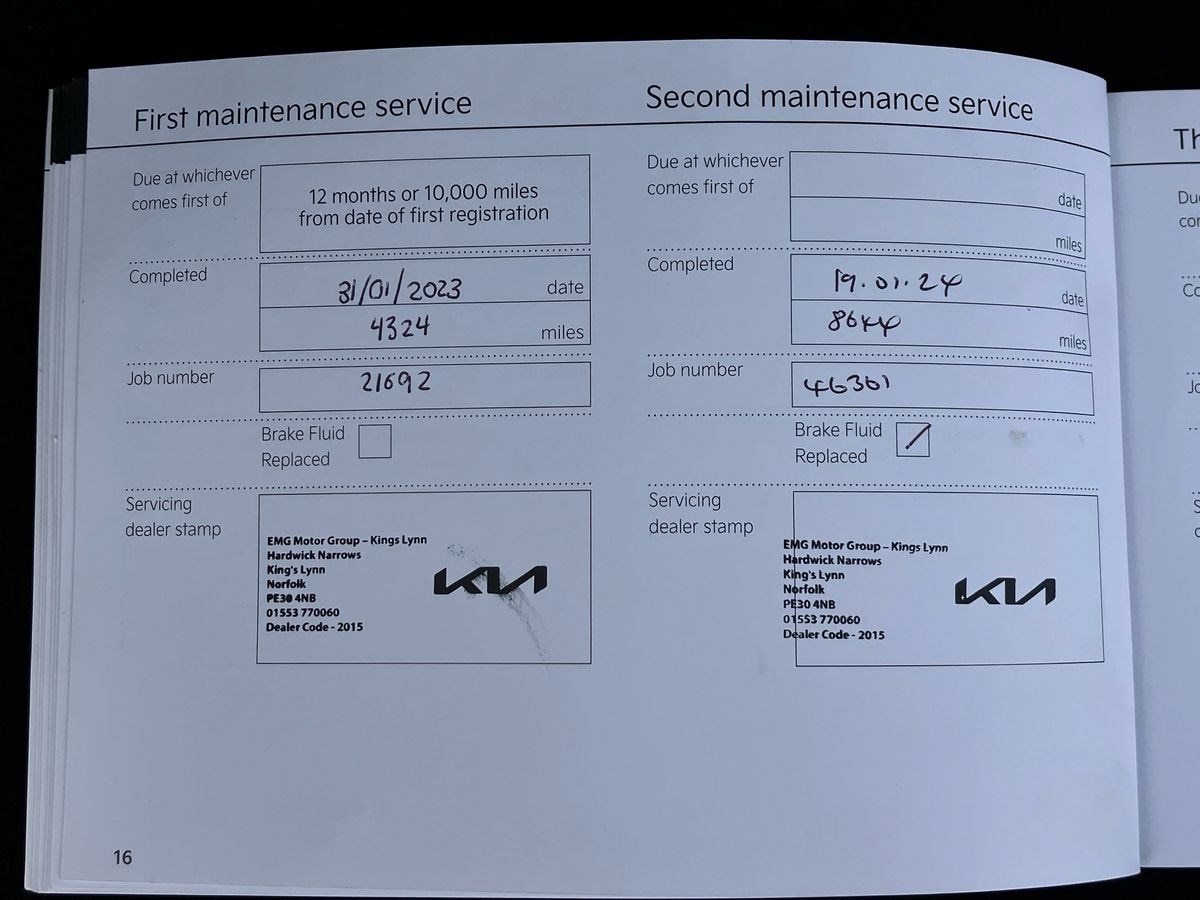 First maintenance service
Due at whichever
comes first of
12 months or 10,000 miles
from date of first registration
Completed
31/01/2023 date
4324 miles
Job number
21692
Brake Fluid
Replaced
Servicing
dealer stamp
EMG Motor Group – Kings Lynn
Hardwick Narrows
King's Lynn
Norfolk
PE30 4NB
01553 770060
Dealer Code - 2015
KIA
16
Second maintenance service
Due at whichever
comes first of
date
miles
Completed
19.01.24 date
8644 miles
Job number
46301
Brake Fluid
Replaced
Servicing
dealer stamp
EMG Motor Group – Kings Lynn
Hardwick Narrows
King's Lynn
Norfolk
PE30 4NB
01553 770060
Dealer Code - 2015
KIA